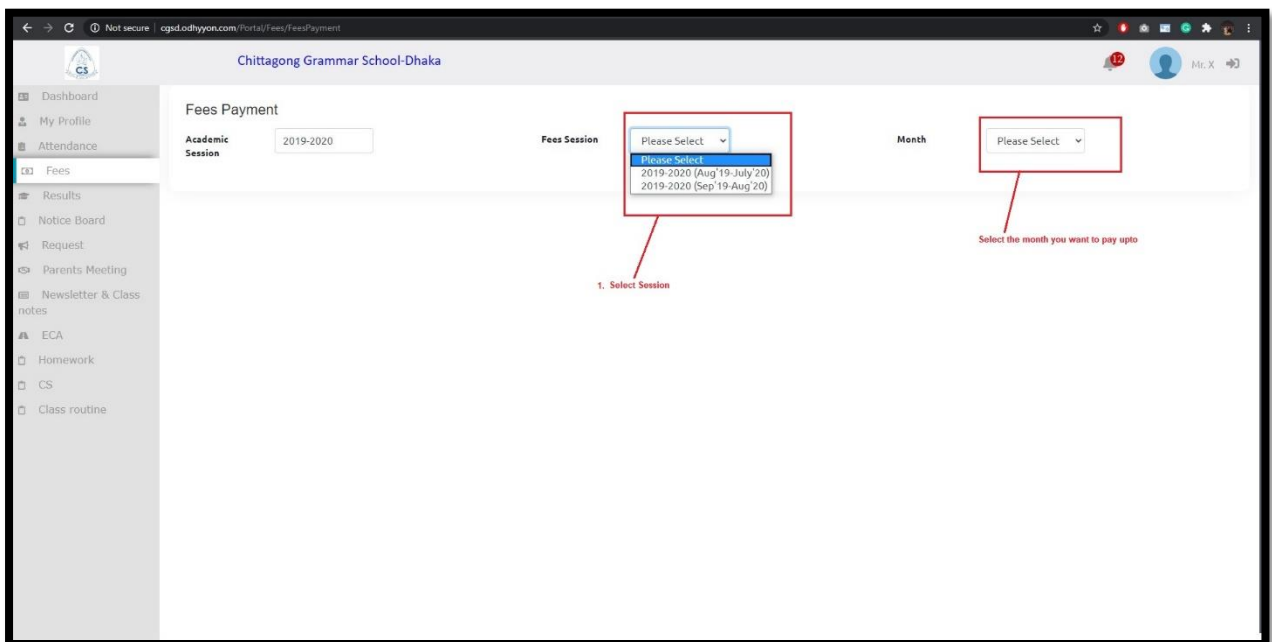 Not secure | cgsd.odhyyon.com/Portal/Fees/FeesPayment
CS
Chittagong Grammar School-Dhaka
12
Mr. X
Dashboard
My Profile
Attendance
Fees
Results
Notice Board
Request
Parents Meeting
Newsletter & Class
notes
ECA
Homework
CS
Class routine
Fees Payment
Academic
Session
2019-2020
Fees Session
Please Select
Please Select
2019-2020 (Aug'19-July'20)
2019-2020 (Sep'19-Aug'20)
Month
Please Select
1. Select Session
Select the month you want to pay upto